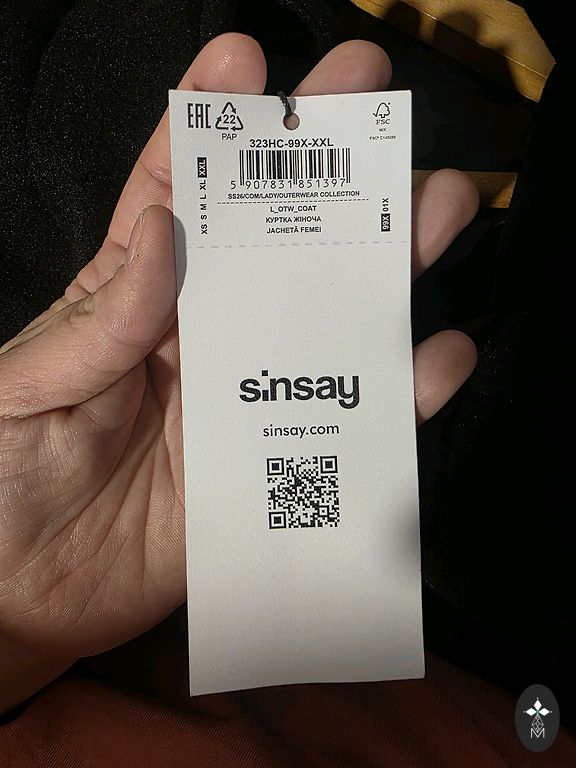 EAC
22
PAP
FSC
MIX
323HC-99X-XXL
5 907831 851397
SS26/COM/LADY/OUTERWEAR COLLECTION
L_OTW_COAT
КУРТКА ЖІНОЧА
JACHETĂ FEMEI
XS S M L XL XXL
99X 01X
sinsay
sinsay.com
M